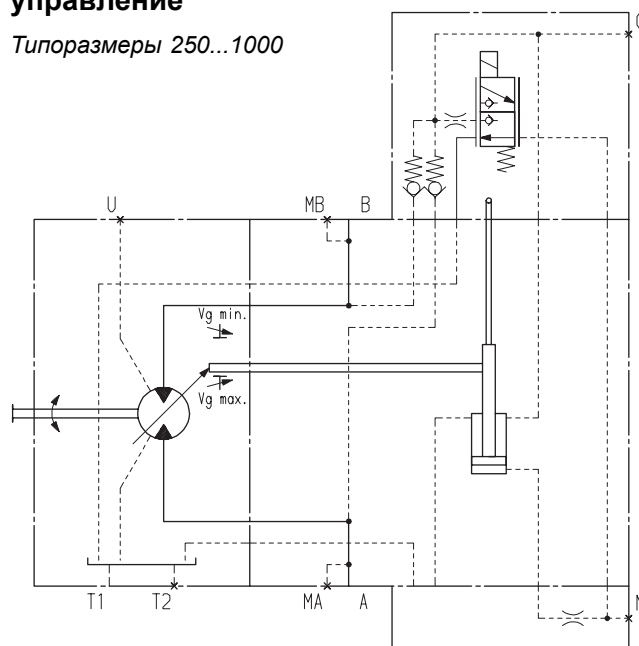 управление
Типоразмеры 250...1000
U
MB
B
Vg min.
Vg max.
T1
T2
MA
A